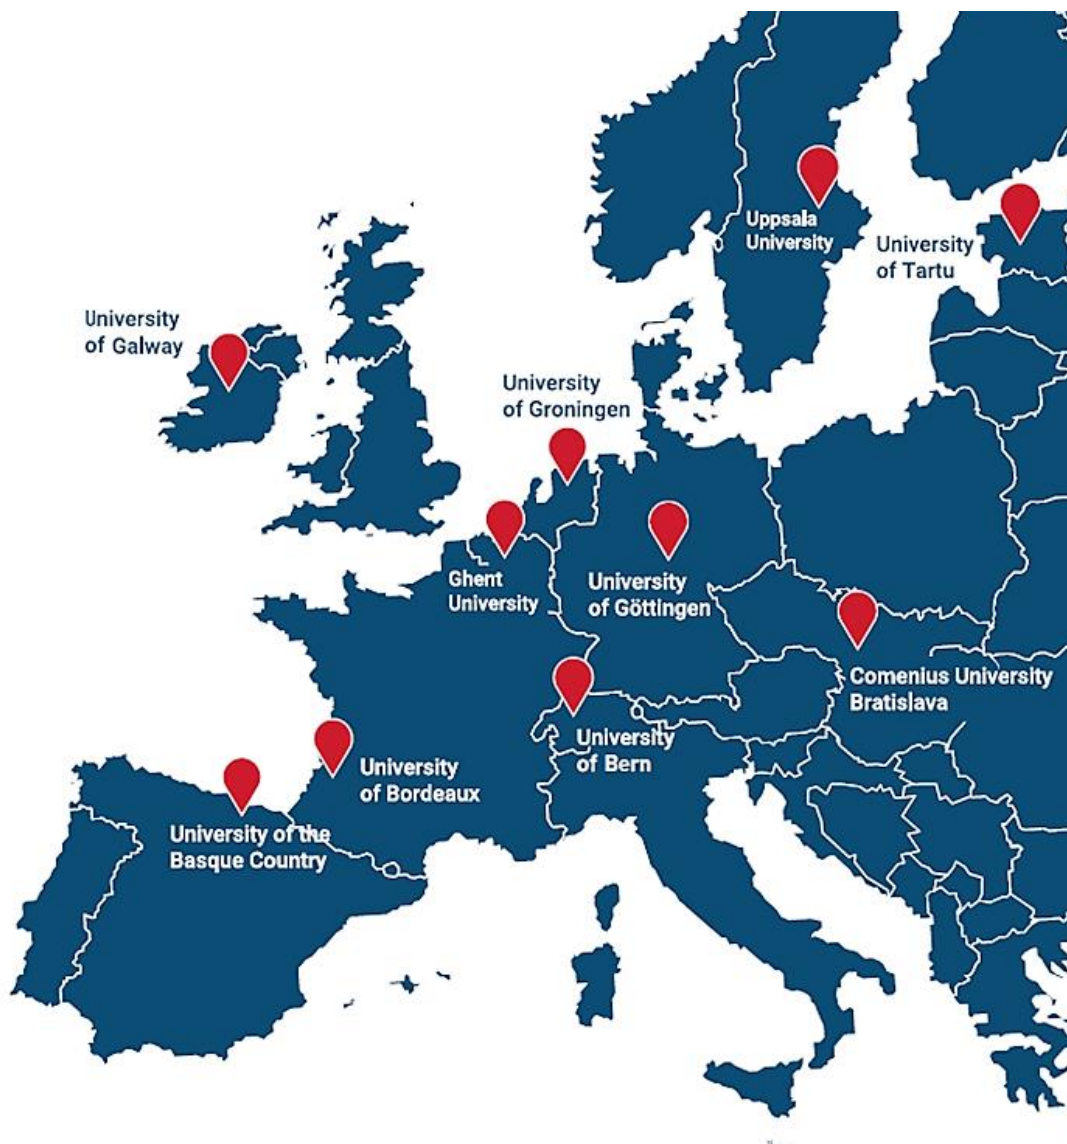 Uppsala
University
University
of Tartu
University
of Galway
University
of Groningen
Ghent
University
University
of Göttingen
Comenius University
Bratislava
University
of Bern
University
of Bordeaux
University of the
Basque Country